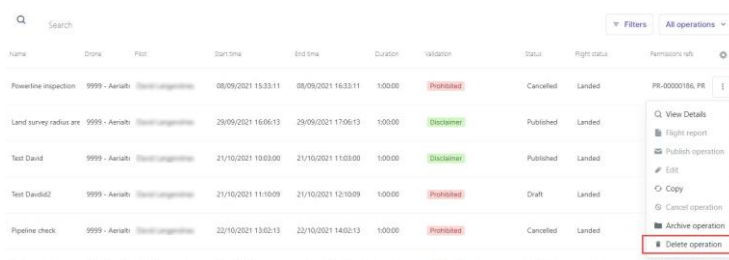 Search
Filters
All operations
Name Drone Pilot Start time End time Duration Validation Status Flight status Permissions refs
Powerline inspection 9999 - Aerialti 08/09/2021 15:33:11 08/09/2021 16:33:11 1:00:00 Prohibited Cancelled Landed PR-00000186, PR
Land survey radius are 9999 - Aerialti 29/09/2021 16:06:13 29/09/2021 17:06:13 1:00:00 Disclaimer Published Landed
Test David 9999 - Aerialti 21/10/2021 10:03:00 21/10/2021 11:03:00 1:00:00 Disclaimer Published Landed
Test Davdid2 9999 - Aerialti 21/10/2021 11:10:09 21/10/2021 12:10:09 1:00:00 Prohibited Draft Landed
Pipeline check 9999 - Aerialti 22/10/2021 13:02:13 22/10/2021 14:02:13 1:00:00 Prohibited Cancelled Landed
View Details
Flight report
Publish operation
Edit
Copy
Cancel operation
Archive operation
Delete operation